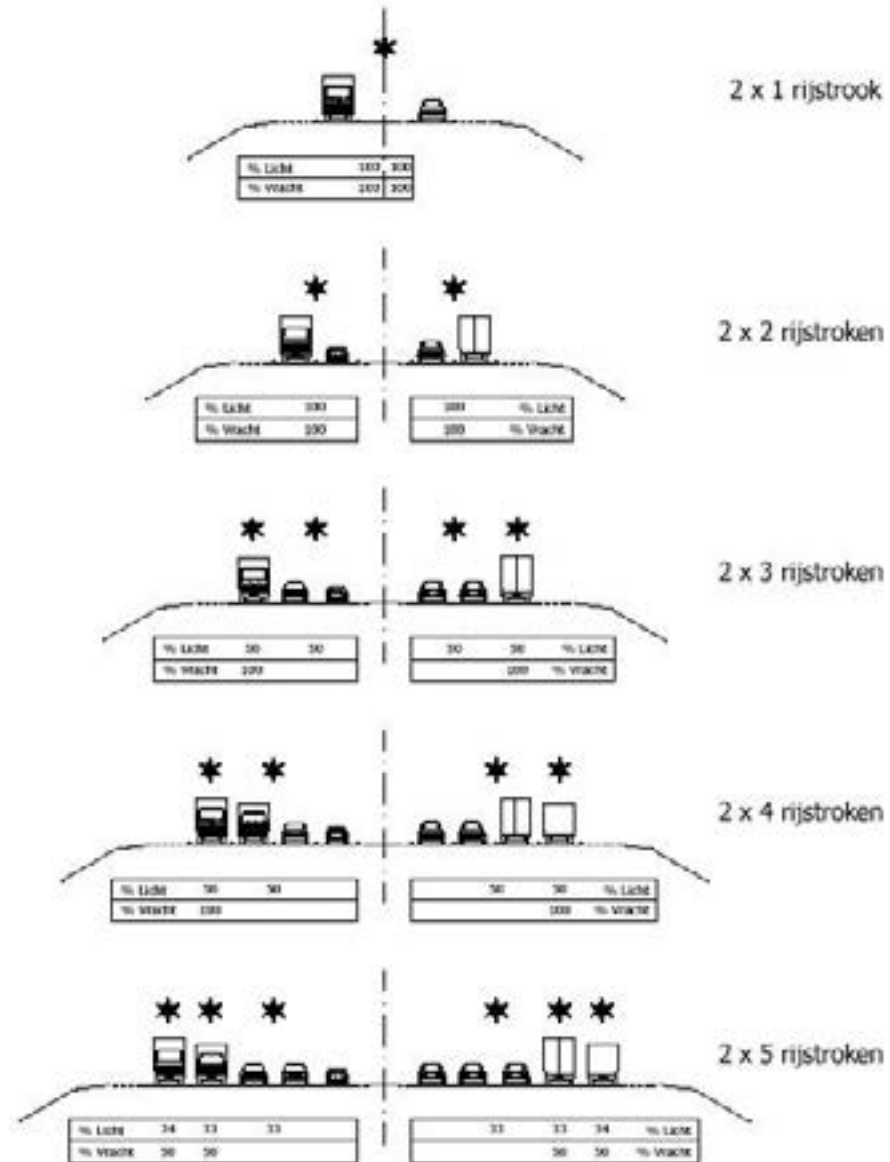 2 x 1 rijstrook
% Licht 100 100
% Vracht 100 100
2 x 2 rijstroken
% Licht 100 100 % Licht
% Vracht 100 100 % Vracht
2 x 3 rijstroken
% Licht 50 50 50 50 % Licht
% Vracht 100 100 % Vracht
2 x 4 rijstroken
% Licht 50 50 50 50 % Licht
% Vracht 100 100 % Vracht
2 x 5 rijstroken
% Licht 34 33 33 33 33 34 % Licht
% Vracht 50 50 50 50 % Vracht